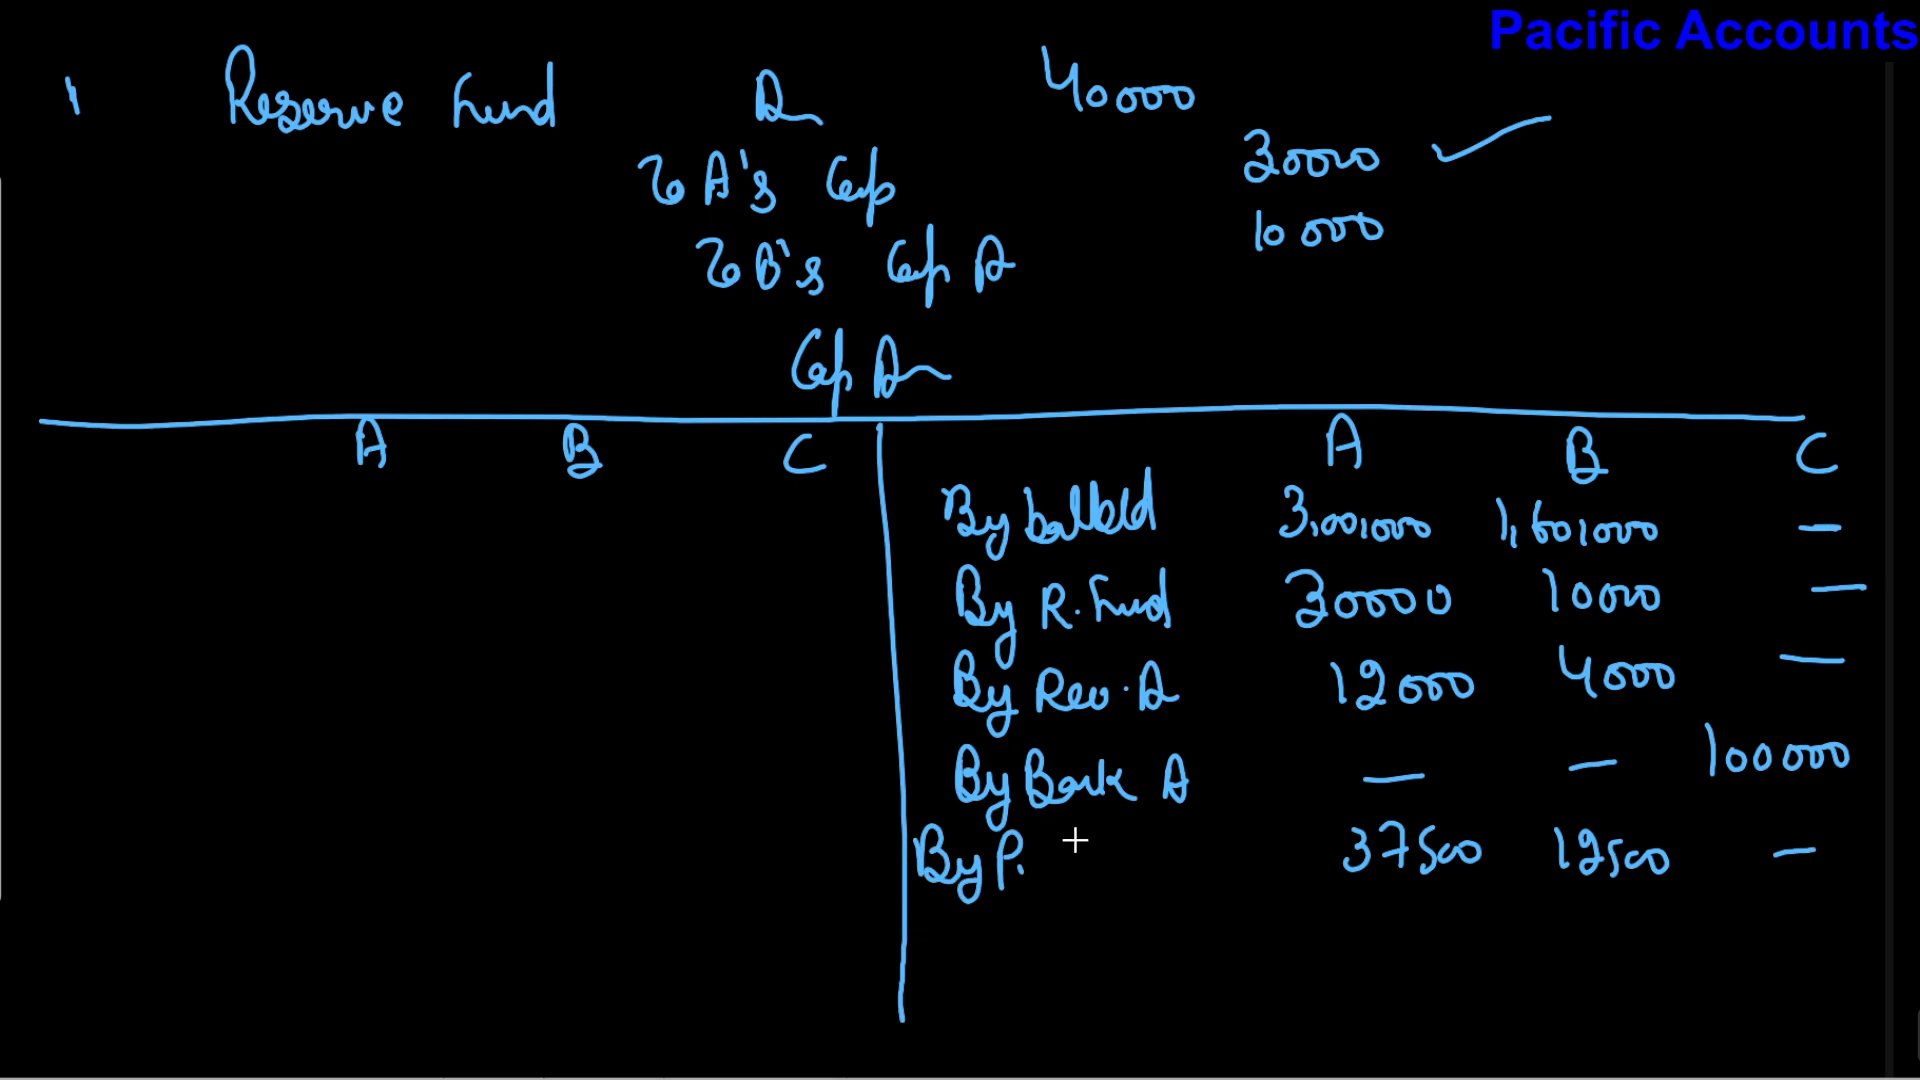 Pacific Accounts
1 Reserve Fund A 40000
To A's Cap 30000
To B's Cap A 10000
Cap A
A B C A B C
By bal b/d 3,00,000 1,60,000 —
By R. Fund 30000 10000 —
By Rev. A 12000 4000 —
By Bank A — — 100000
By P. 37500 12500 —